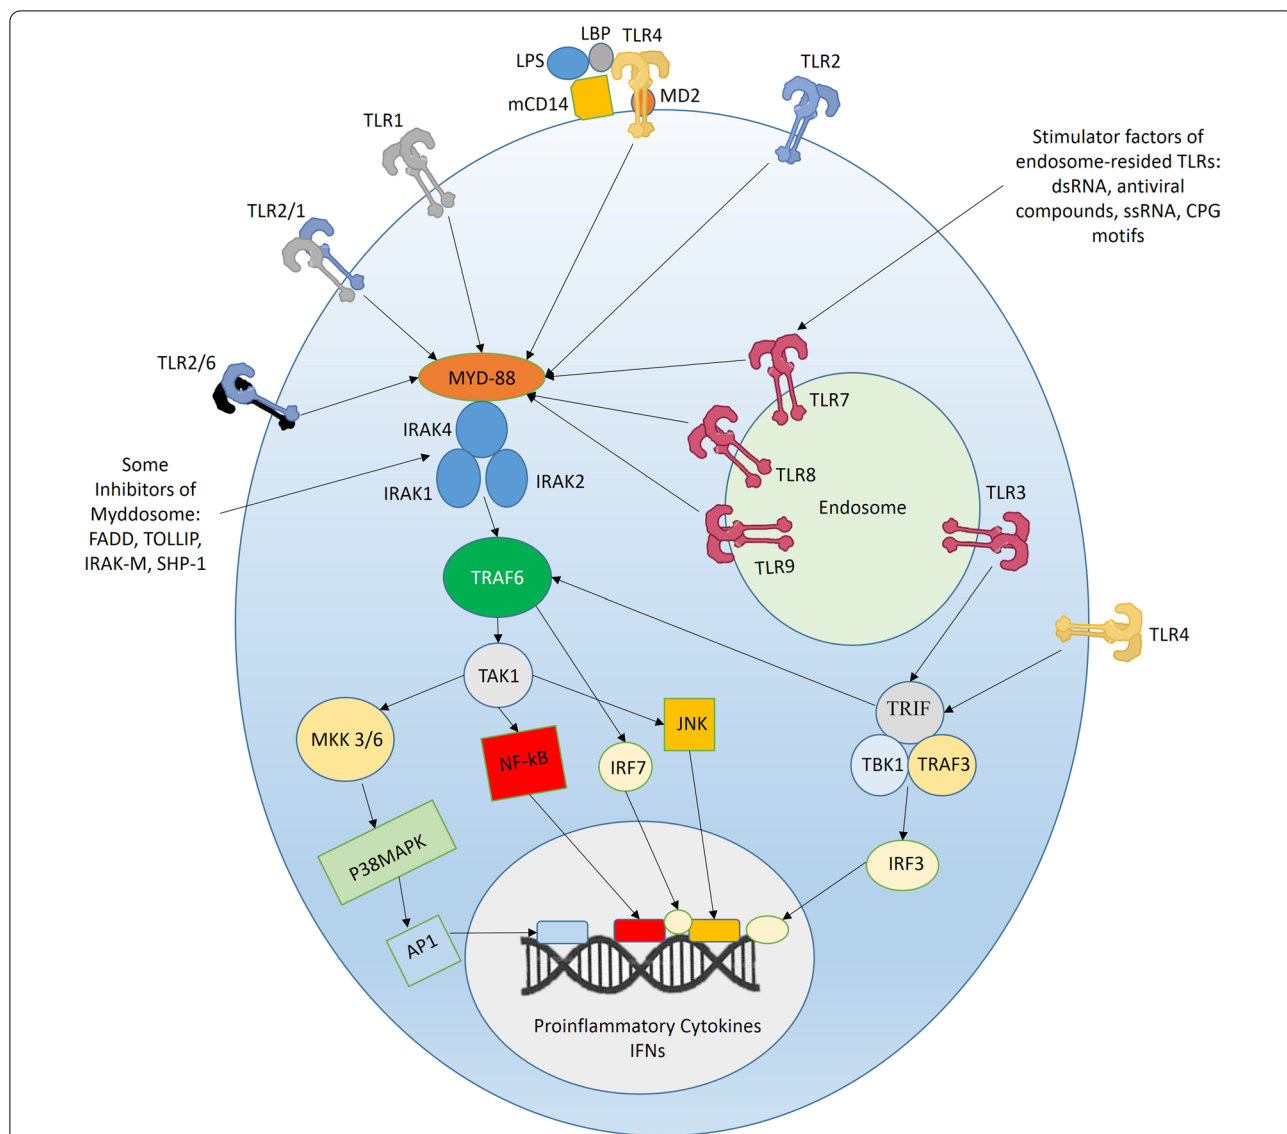 LBP
TLR4
LPS
TLR2
mCD14
MD2
TLR1
Stimulator factors of
endosome-resided TLRs:
dsRNA, antiviral
compounds, ssRNA, CPG
motifs
TLR2/1
TLR2/6
MYD-88
TLR7
IRAK4
Some
Inhibitors of
Myddosome:
FADD, TOLLIP,
IRAK-M, SHP-1
IRAK1
IRAK2
TLR8
TLR3
Endosome
TLR9
TRAF6
TLR4
TAK1
TRIF
JNK
MKK 3/6
NF-kB
IRF7
TBK1
TRAF3
P38MAPK
IRF3
AP1
Proinflammatory Cytokines
IFNs